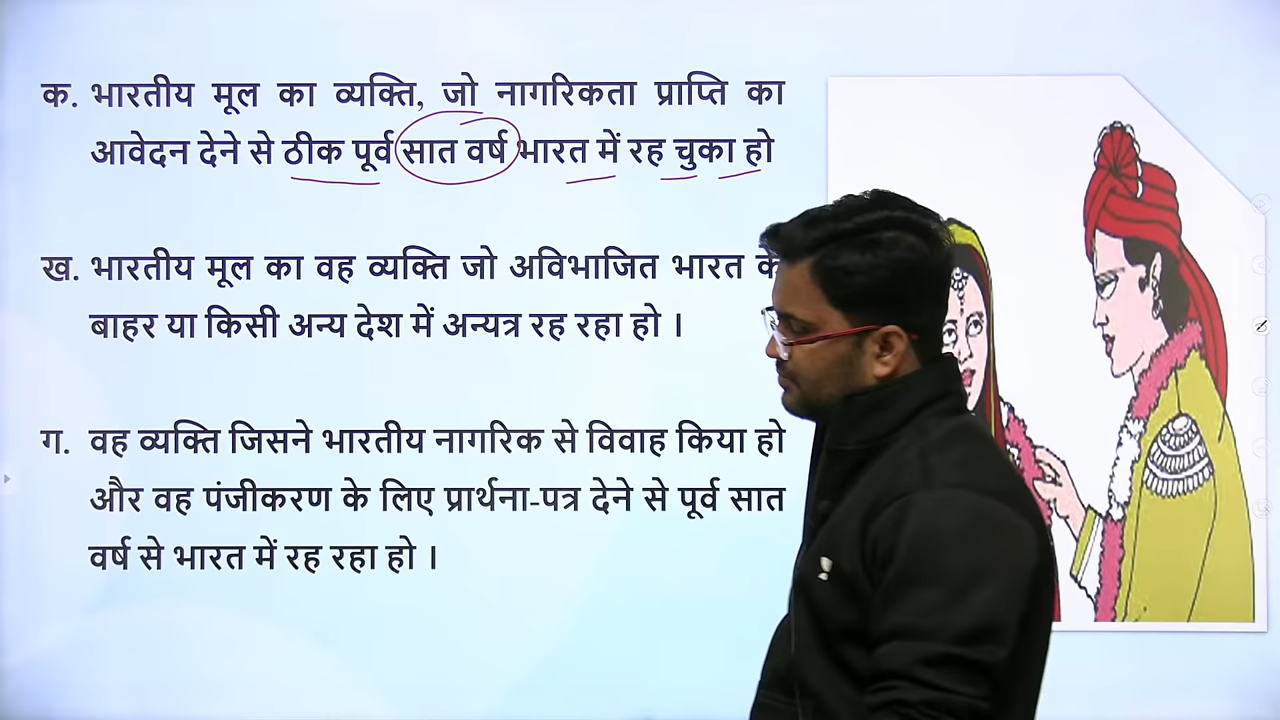 क. भारतीय मूल का व्यक्ति, जो नागरिकता प्राप्ति का
आवेदन देने से ठीक पूर्व सात वर्ष भारत में रह चुका हो
ख. भारतीय मूल का वह व्यक्ति जो अविभाजित भारत के
बाहर या किसी अन्य देश में अन्यत्र रह रहा हो ।
ग. वह व्यक्ति जिसने भारतीय नागरिक से विवाह किया हो
और वह पंजीकरण के लिए प्रार्थना-पत्र देने से पूर्व सात
वर्ष से भारत में रह रहा हो ।